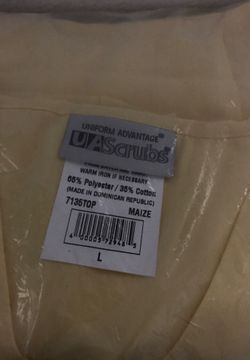 UNIFORM ADVANTAGE
UA Scrubs
WARM IRON IF NECESSARY
65% Polyester / 35% Cotton
(MADE IN DOMINICAN REPUBLIC)
7136TOP MAIZE
L